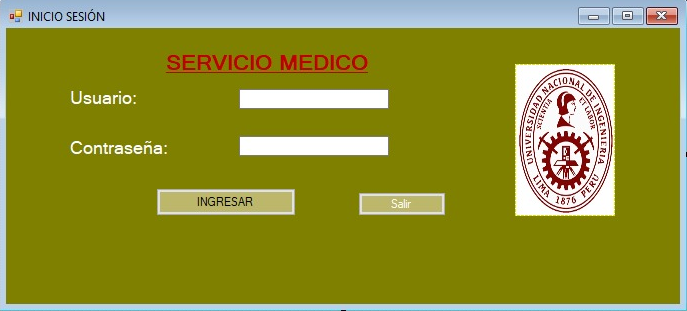 INICIO SESIÓN
SERVICIO MEDICO
Usuario:
Contraseña:
INGRESAR
Salir
UNIVERSIDAD NACIONAL DE INGENIERIA
SCIENTIA ET LABOR
LIMA 1876 PERU